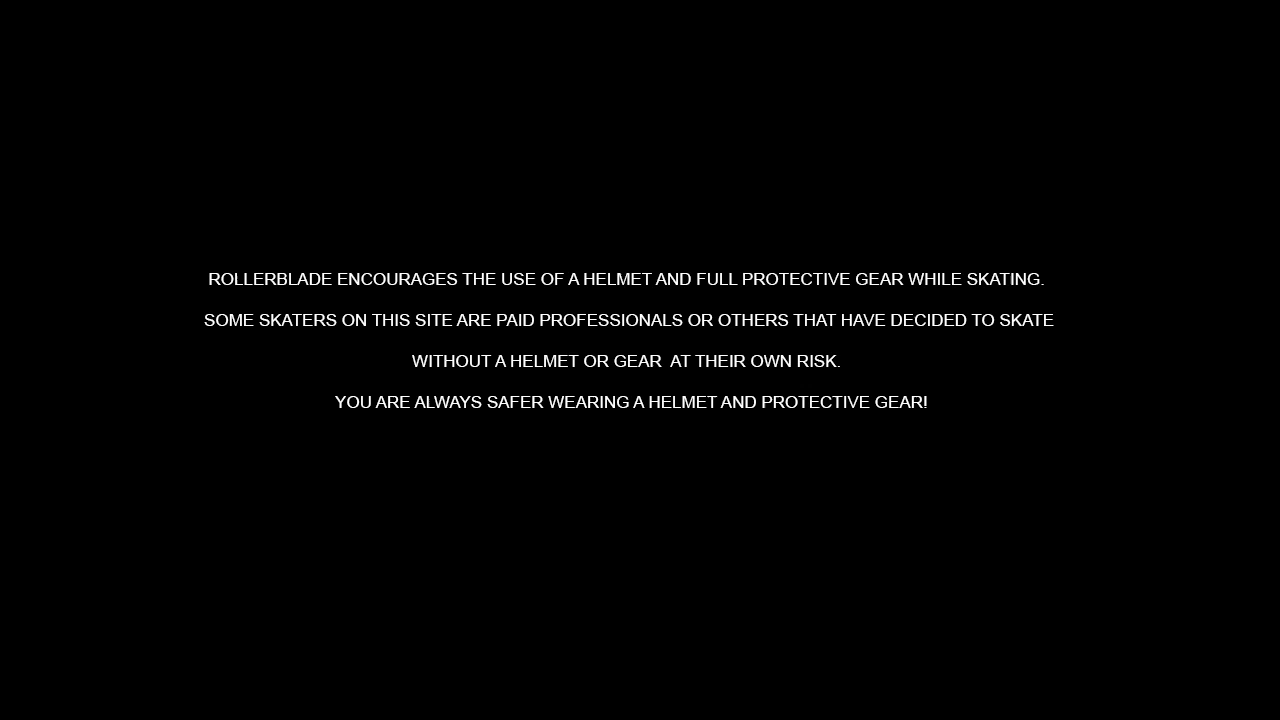 ROLLERBLADE ENCOURAGES THE USE OF A HELMET AND FULL PROTECTIVE GEAR WHILE SKATING.
SOME SKATERS ON THIS SITE ARE PAID PROFESSIONALS OR OTHERS THAT HAVE DECIDED TO SKATE
WITHOUT A HELMET OR GEAR  AT THEIR OWN RISK.
YOU ARE ALWAYS SAFER WEARING A HELMET AND PROTECTIVE GEAR!